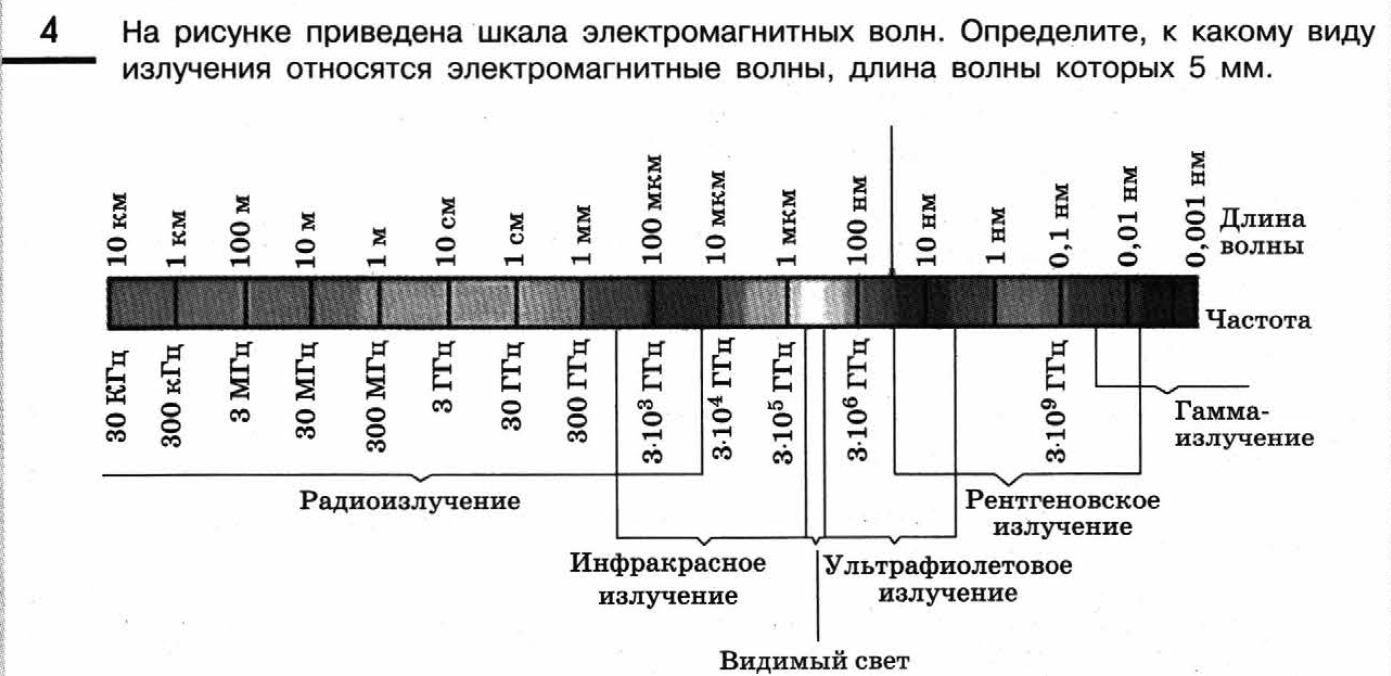 4
На рисунке приведена шкала электромагнитных волн. Определите, к какому виду
излучения относятся электромагнитные волны, длина волны которых 5 мм.
10 км
1 км
100 м
10 м
1 м
10 см
1 см
1 мм
100 мкм
10 мкм
1 мкм
100 нм
10 нм
1 нм
0,1 нм
0,01 нм
0,001 нм
Длина
волны
Частота
30 КГц
300 кГц
3 МГц
30 МГц
300 МГц
3 ГГц
30 ГГц
300 ГГц
3·10³ ГГц
3·10⁴ ГГц
3·10⁵ ГГц
3·10⁶ ГГц
3·10⁹ ГГц
Гамма-
излучение
Радиоизлучение
Рентгеновское
излучение
Инфракрасное
излучение
Ультрафиолетовое
излучение
Видимый свет